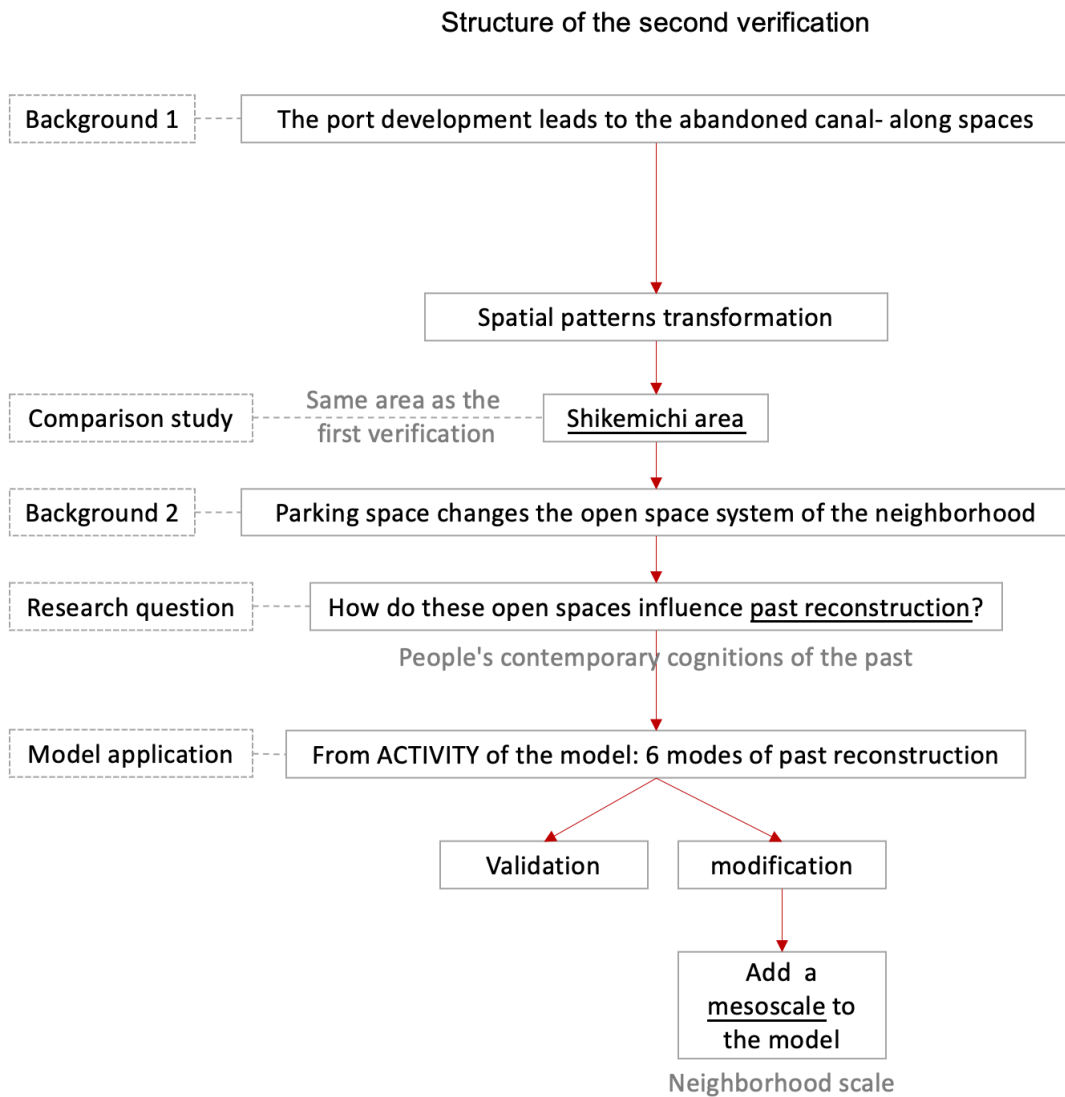 Structure of the second verification
Background 1
The port development leads to the abandoned canal- along spaces
Spatial patterns transformation
Comparison study
Same area as the
first verification
Shikemichi area
Background 2
Parking space changes the open space system of the neighborhood
Research question
How do these open spaces influence past reconstruction?
People's contemporary cognitions of the past
Model application
From ACTIVITY of the model: 6 modes of past reconstruction
Validation
modification
Add a
mesoscale to
the model
Neighborhood scale